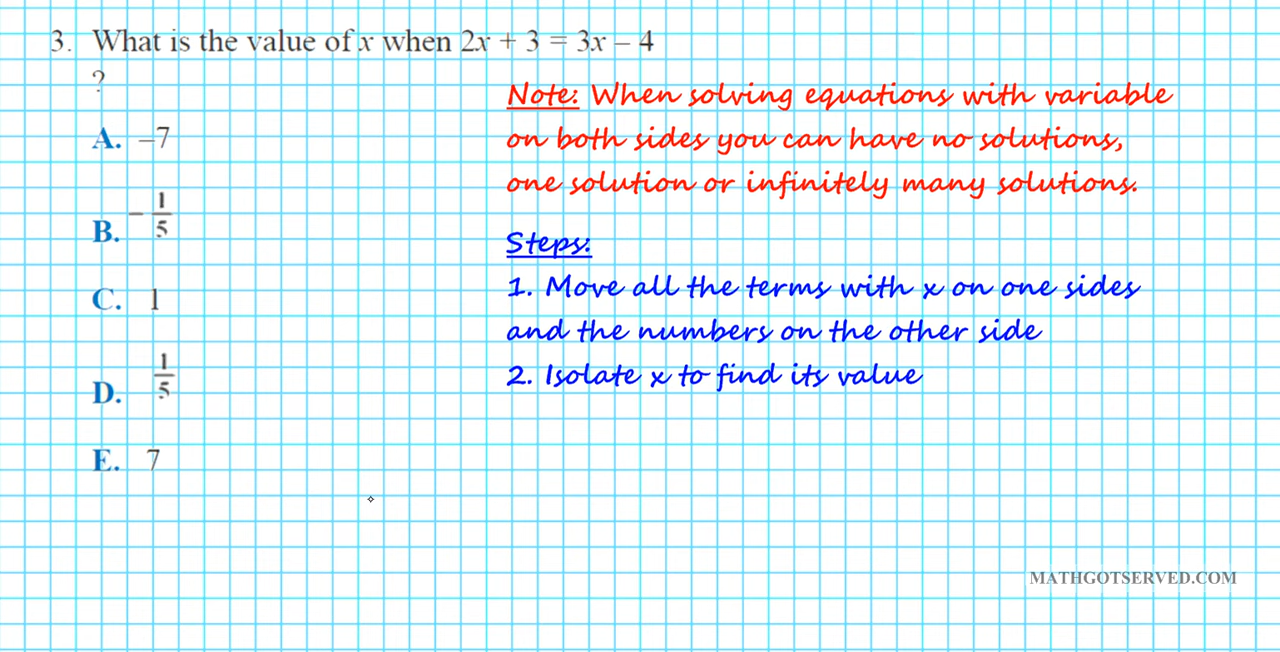 3. What is the value of x when 2x + 3 = 3x – 4
?
A. –7
B. -1/5
C. 1
D. 1/5
E. 7
Note: When solving equations with variable
on both sides you can have no solutions,
one solution or infinitely many solutions.
Steps:
1. Move all the terms with x on one sides
and the numbers on the other side
2. Isolate x to find its value
MATHGOTSERVED.COM